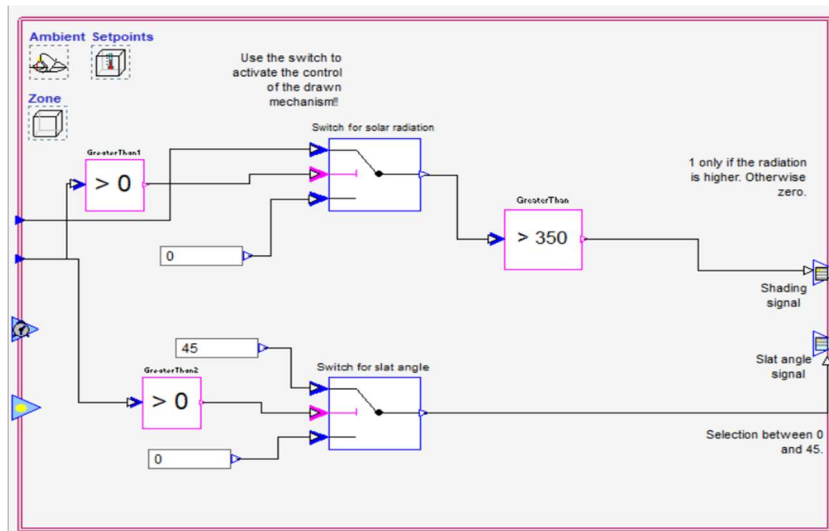 Ambient Setpoints
Zone
Use the switch to
activate the control
of the drawn
mechanism!!
Switch for solar radiation
GreaterThan1
> 0
0
GreaterThan
> 350
1 only if the radiation
is higher. Otherwise
zero.
Shading
signal
45
Switch for slat angle
GreaterThan2
> 0
0
Slat angle
signal
Selection between 0
and 45.